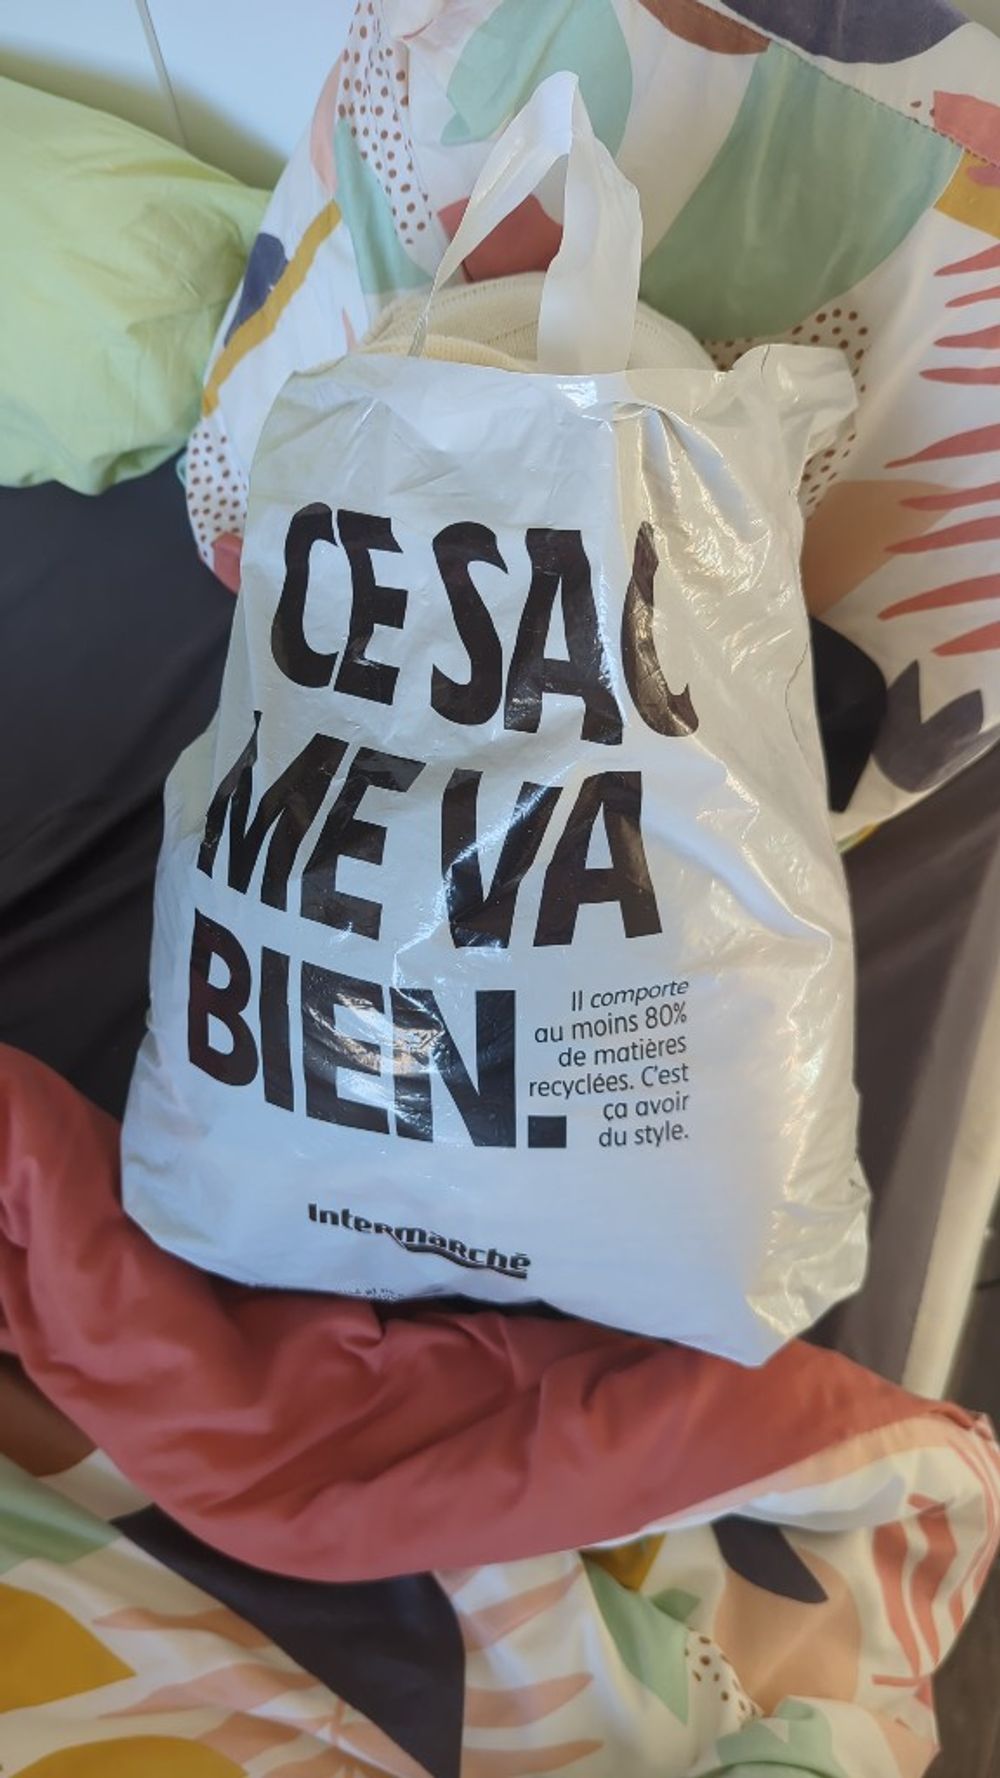 CE SAC
ME VA
BIEN.
Il comporte
au moins 80%
de matières
recyclées. C'est
ça avoir
du style.
Intermarché